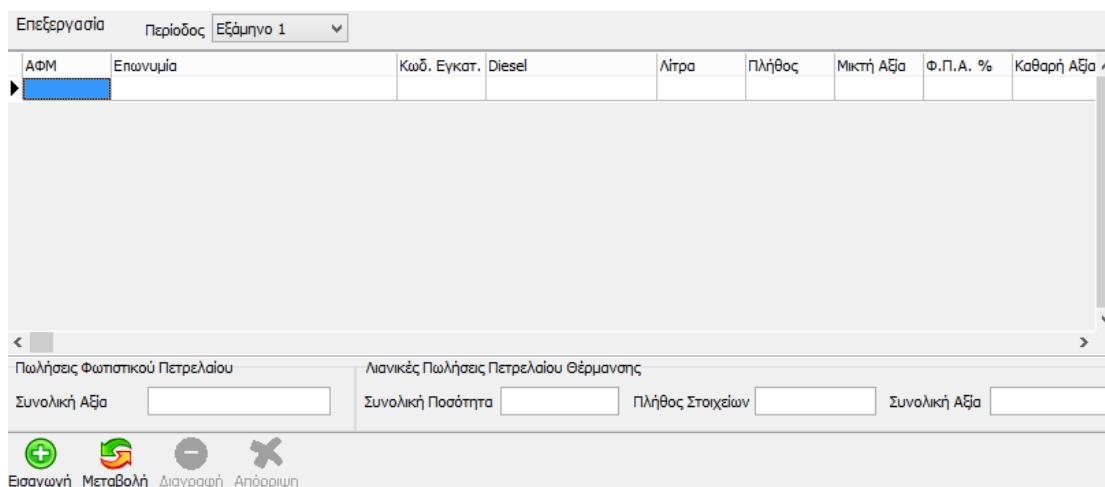 Επεξεργασία Περίοδος Εξάμηνο 1
ΑΦΜ Επωνυμία Κωδ. Εγκατ. Diesel Λίτρα Πλήθος Μικτή Αξία Φ.Π.Α. % Καθαρή Αξία
Πωλήσεις Φωτιστικού Πετρελαίου Λιανικές Πωλήσεις Πετρελαίου Θέρμανσης
Συνολική Αξία Συνολική Ποσότητα Πλήθος Στοιχείων Συνολική Αξία
Εισαγωγή Μεταβολή Διαγραφή Απόρριψη